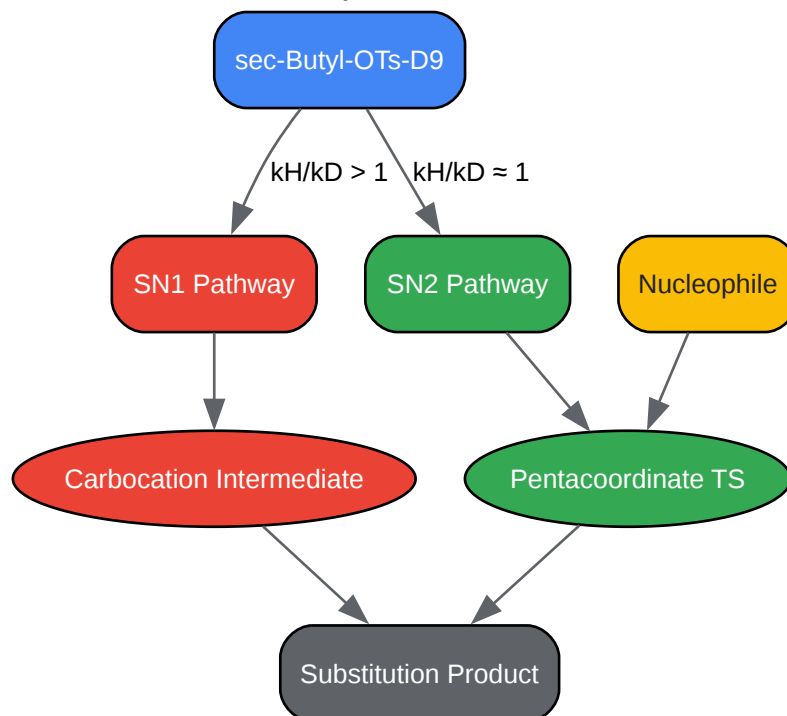 sec-Butyl-OTs-D9
kH/kD > 1
kH/kD ≈ 1
SN1 Pathway
SN2 Pathway
Nucleophile
Carbocation Intermediate
Pentacoordinate TS
Substitution Product